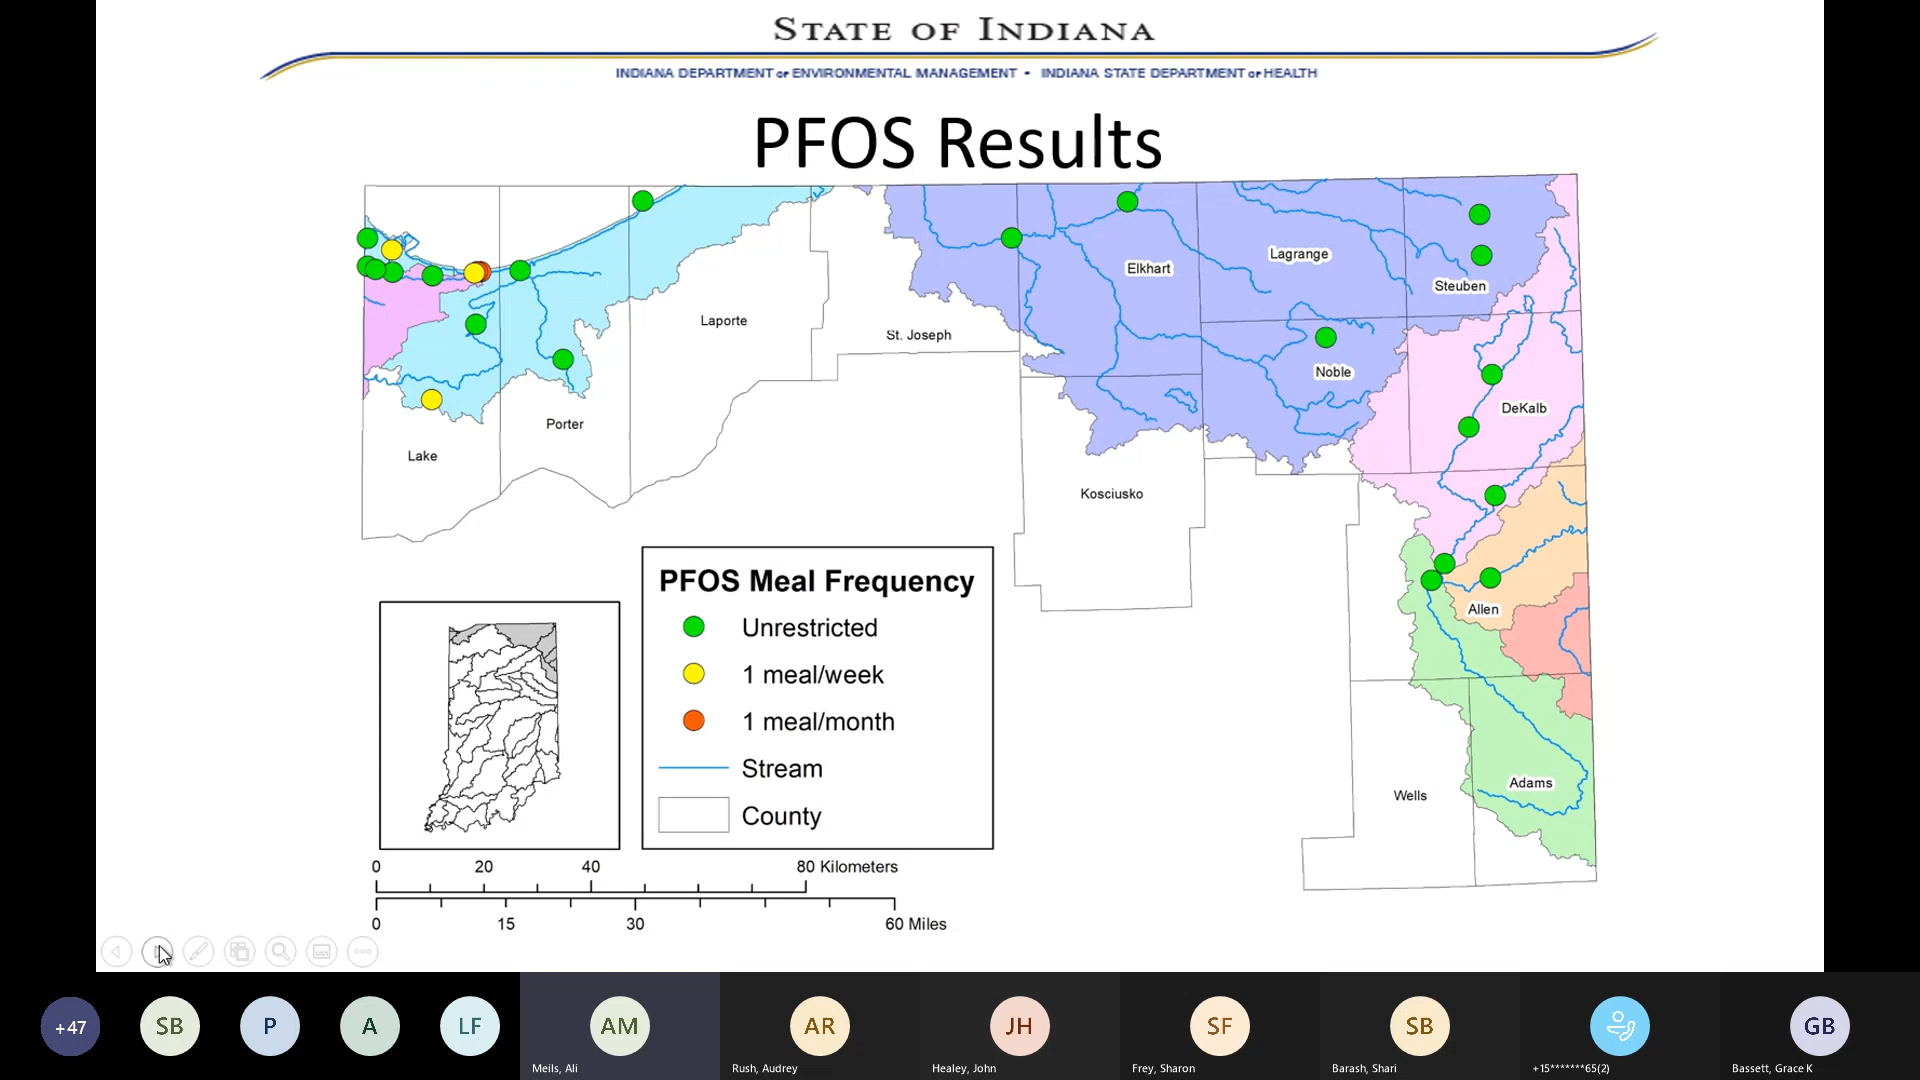 STATE OF INDIANA
INDIANA DEPARTMENT OF ENVIRONMENTAL MANAGEMENT • INDIANA STATE DEPARTMENT OF HEALTH
PFOS Results
Lagrange
Elkhart
Steuben
Laporte
St. Joseph
Noble
DeKalb
Porter
Lake
Kosciusko
Allen
Adams
Wells
PFOS Meal Frequency
Unrestricted
1 meal/week
1 meal/month
Stream
County
0 20 40 80 Kilometers
0 15 30 60 Miles
+47 SB P A LF AM AR JH SF SB GB
Meils, Ali Rush, Audrey Healey, John Frey, Sharon Barash, Shari +15*******65(2) Bassett, Grace K